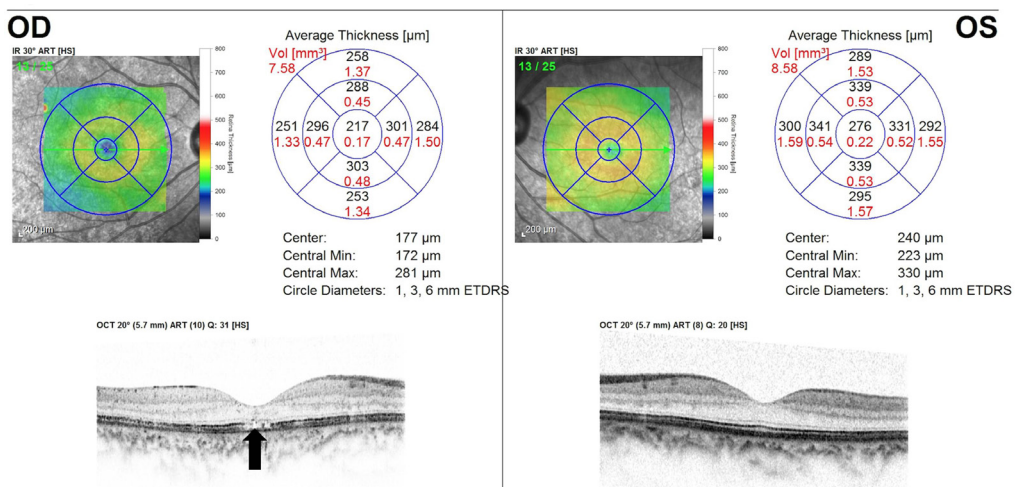 OD
IR 30° ART [HS]
13 / 25
800
700
600
500
400
300
200
100
0
Retina Thickness [µm]
200 µm
Average Thickness [µm]
Vol [mm³]
7.58
258
1.37
288
0.45
251 296 217 301 284
1.33 0.47 0.17 0.47 1.50
303
0.48
253
1.34
Center: 177 µm
Central Min: 172 µm
Central Max: 281 µm
Circle Diameters: 1, 3, 6 mm ETDRS
OCT 20° (5.7 mm) ART (10) Q: 31 [HS]
OS
IR 30° ART [HS]
13 / 25
800
700
600
500
400
300
200
100
0
Retina Thickness [µm]
200 µm
Average Thickness [µm]
Vol [mm³]
8.58
289
1.53
339
0.53
300 341 276 331 292
1.59 0.54 0.22 0.52 1.55
339
0.53
295
1.57
Center: 240 µm
Central Min: 223 µm
Central Max: 330 µm
Circle Diameters: 1, 3, 6 mm ETDRS
OCT 20° (5.7 mm) ART (8) Q: 20 [HS]